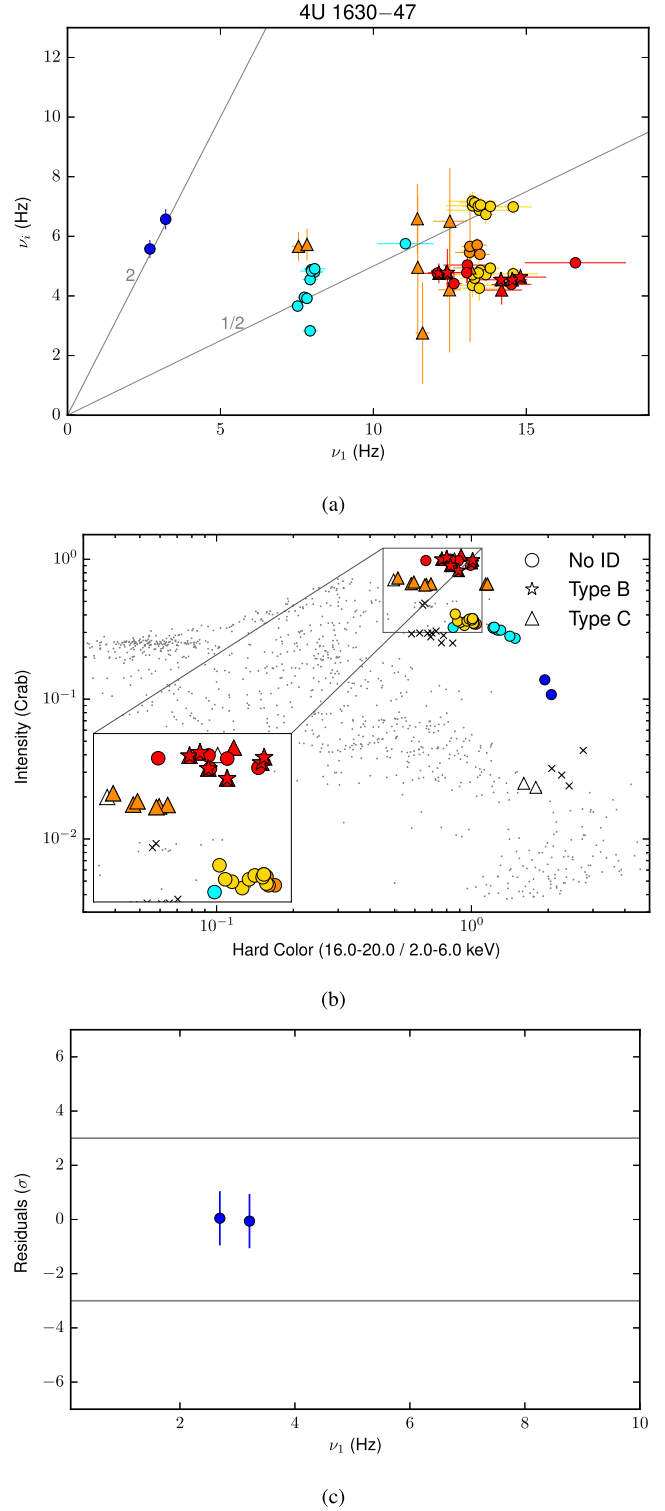 4U 1630−47
12
10
8
6
4
2
0
νi (Hz)
2
1/2
0
5
10
15
ν1 (Hz)
(a)
10^0
10^-1
10^-2
Intensity (Crab)
No ID
Type B
Type C
10^-1
10^0
Hard Color (16.0-20.0 / 2.0-6.0 keV)
(b)
6
4
2
0
−2
−4
−6
Residuals (σ)
2
4
6
8
10
ν1 (Hz)
(c)